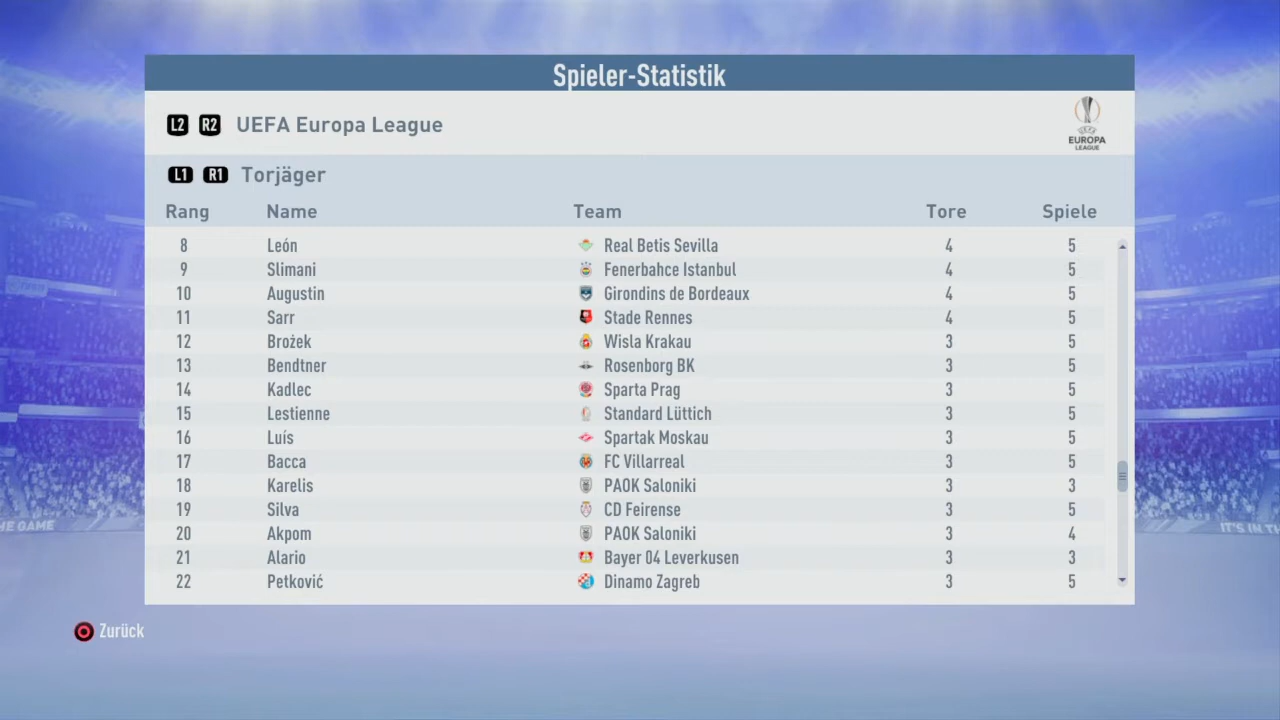 Spieler-Statistik
L2 R2 UEFA Europa League
UEFA
EUROPA
LEAGUE
L1 R1 Torjäger
Rang Name Team Tore Spiele
8 León Real Betis Sevilla 4 5
9 Slimani Fenerbahce Istanbul 4 5
10 Augustin Girondins de Bordeaux 4 5
11 Sarr Stade Rennes 4 5
12 Brożek Wisla Krakau 3 5
13 Bendtner Rosenborg BK 3 5
14 Kadlec Sparta Prag 3 5
15 Lestienne Standard Lüttich 3 5
16 Luís Spartak Moskau 3 5
17 Bacca FC Villarreal 3 5
18 Karelis PAOK Saloniki 3 3
19 Silva CD Feirense 3 5
20 Akpom PAOK Saloniki 3 4
21 Alario Bayer 04 Leverkusen 3 3
22 Petković Dinamo Zagreb 3 5
HE GAME
IT'S IN T
Zurück